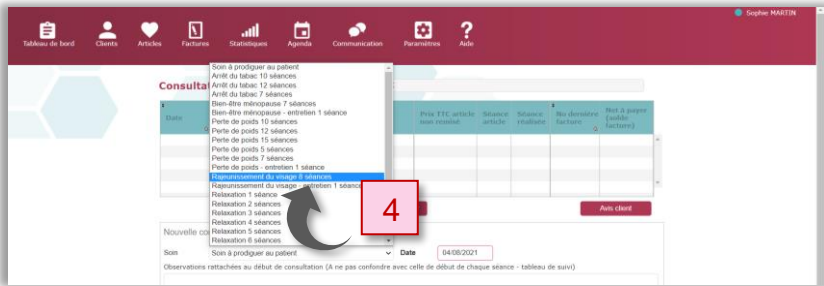 Sophie MARTIN
Tableau de bord
Clients
Articles
Factures
Statistiques
Agenda
Communication
Paramètres
Aide
Consultat
Soin à prodiguer au patient
Arrêt du tabac 10 séances
Arrêt du tabac 12 séances
Arrêt du tabac 7 séances
Bien-être ménopause 7 séances
Bien-être ménopause - entretien 1 séance
Perte de poids 10 séances
Perte de poids 12 séances
Perte de poids 15 séances
Perte de poids 5 séances
Perte de poids 7 séances
Perte de poids - entretien 1 séance
Rajeunissement du visage 8 séances
Rajeunissement du visage - entretien 1 séance
Relaxation 1 séance
Relaxation 2 séances
Relaxation 3 séances
Relaxation 4 séances
Relaxation 5 séances
Relaxation 6 séances
Date
Prix TTC article non remisé
Séance article
Séance réalisée
No dernière facture
Net à payer (solde facture)
4
Avis client
Nouvelle co
Soin
Soin à prodiguer au patient
Date
04/08/2021
Observations rattachées au début de consultation (A ne pas confondre avec celle de début de chaque séance - tableau de suivi)